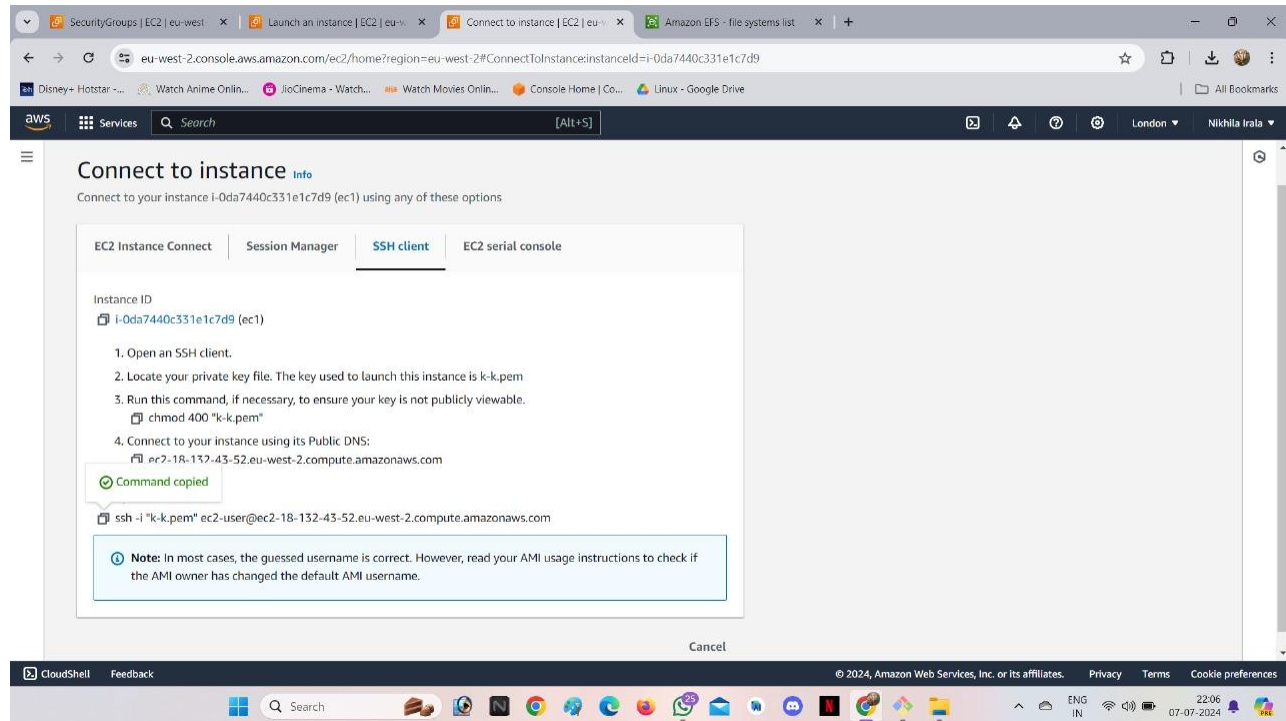 SecurityGroups | EC2 | eu-west
Launch an instance | EC2 | eu-w
Connect to instance | EC2 | eu-w
Amazon EFS - file systems list
eu-west-2.console.aws.amazon.com/ec2/home?region=eu-west-2#ConnectToInstance:instanceId=i-0da7440c331e1c7d9
Disney+ Hotstar -...
Watch Anime Onlin...
JioCinema - Watch...
Watch Movies Onlin...
Console Home | Co...
Linux - Google Drive
All Bookmarks
aws
Services
Search
[Alt+S]
London
Nikhila Irala
Connect to instance Info
Connect to your instance i-0da7440c331e1c7d9 (ec1) using any of these options
EC2 Instance Connect
Session Manager
SSH client
EC2 serial console
Instance ID
i-0da7440c331e1c7d9 (ec1)
1. Open an SSH client.
2. Locate your private key file. The key used to launch this instance is k-k.pem
3. Run this command, if necessary, to ensure your key is not publicly viewable.
chmod 400 "k-k.pem"
4. Connect to your instance using its Public DNS:
ec2-18-132-43-52.eu-west-2.compute.amazonaws.com
Command copied
ssh -i "k-k.pem" ec2-user@ec2-18-132-43-52.eu-west-2.compute.amazonaws.com
Note: In most cases, the guessed username is correct. However, read your AMI usage instructions to check if
the AMI owner has changed the default AMI username.
Cancel
CloudShell
Feedback
© 2024, Amazon Web Services, Inc. or its affiliates.
Privacy
Terms
Cookie preferences
Search
25
ENG
IN
22:06
07-07-2024
PRE